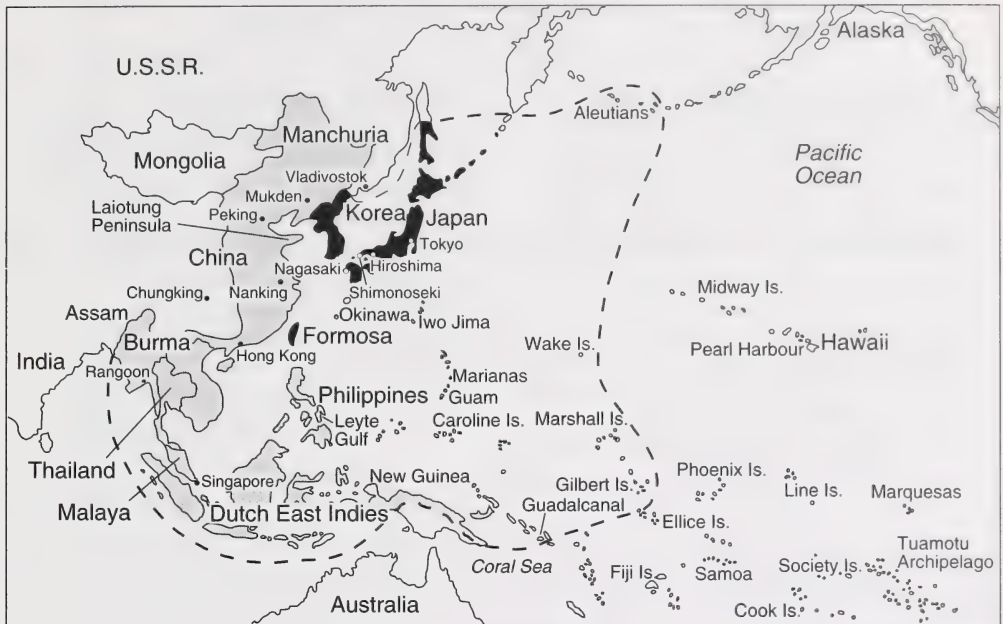 Alaska
U.S.S.R.
Aleutians
Manchuria
Mongolia
Pacific
Ocean
Vladivostok
Mukden
Laiotung
Peninsula
Peking
Korea
Japan
Tokyo
China
Nagasaki
Hiroshima
Shimonoseki
Chungking
Nanking
Okinawa
Iwo Jima
Midway Is.
Assam
Formosa
Burma
India
Hong Kong
Wake Is.
Pearl Harbour
Hawaii
Rangoon
Marianas
Guam
Philippines
Leyte
Gulf
Caroline Is.
Marshall Is.
Thailand
Singapore
New Guinea
Phoenix Is.
Line Is.
Marquesas
Malaya
Dutch East Indies
Gilbert Is.
Guadalcanal
Ellice Is.
Coral Sea
Tuamotu
Archipelago
Fiji Is.
Samoa
Society Is.
Australia
Cook Is.